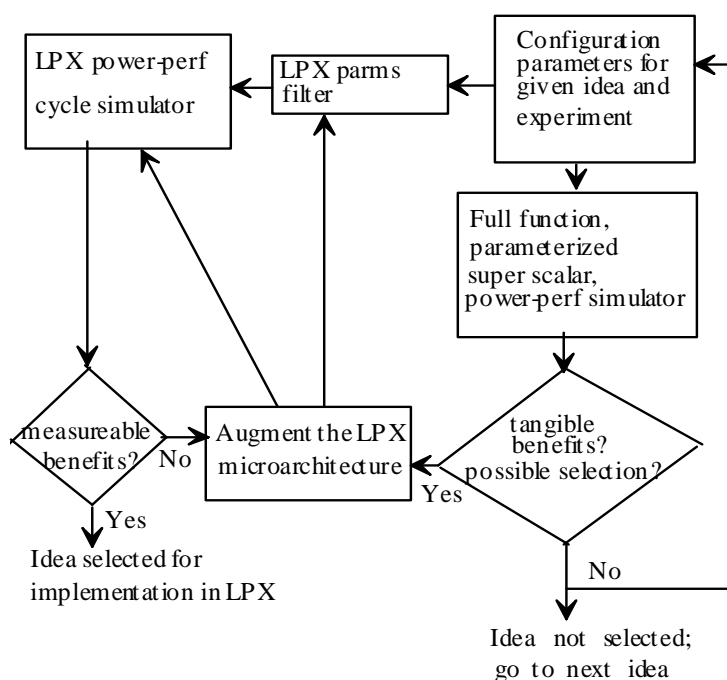 LPX power-perf
cycle simulator
LPX parms
filter
Configuration
parameters for
given idea and
experiment
Full function,
parameterized
super scalar,
power-perf simulator
measureable
benefits?
No
Augment the LPX
microarchitecture
tangible
benefits?
possible selection?
Yes
Yes
Idea selected for
implementation in LPX
No
Idea not selected;
go to next idea